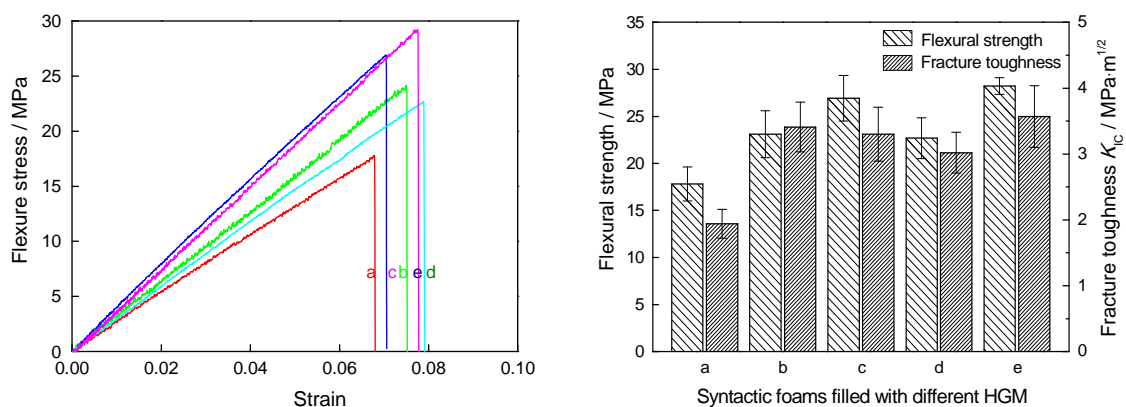 30
25
20
15
10
5
0
Flexure stress / MPa
a c b e d
0.00 0.02 0.04 0.06 0.08 0.10
Strain
35
30
25
20
15
10
5
0
Flexural strength / MPa
Flexural strength
Fracture toughness
5
4
3
2
1
0
Fracture toughness K_IC / MPa·m^1/2
a b c d e
Syntactic foams filled with different HGM